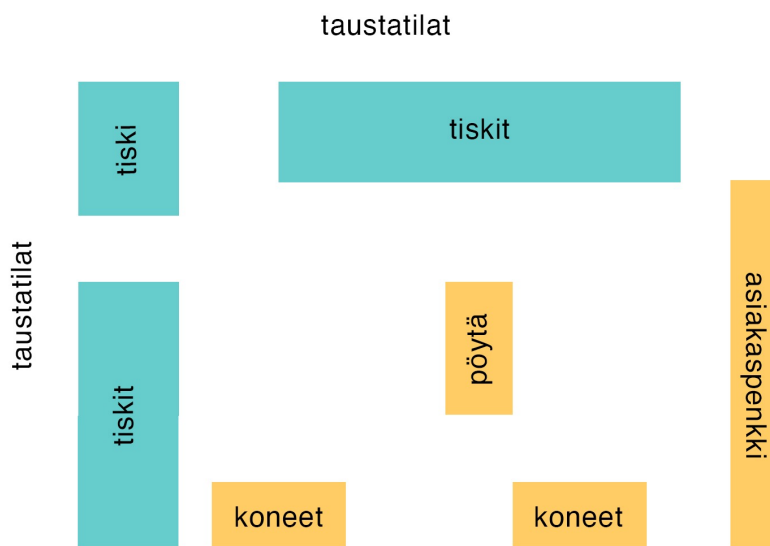 taustatilat
tiski
tiskit
taustatilat
tiskit
pöytä
asiakaspenkki
koneet
koneet